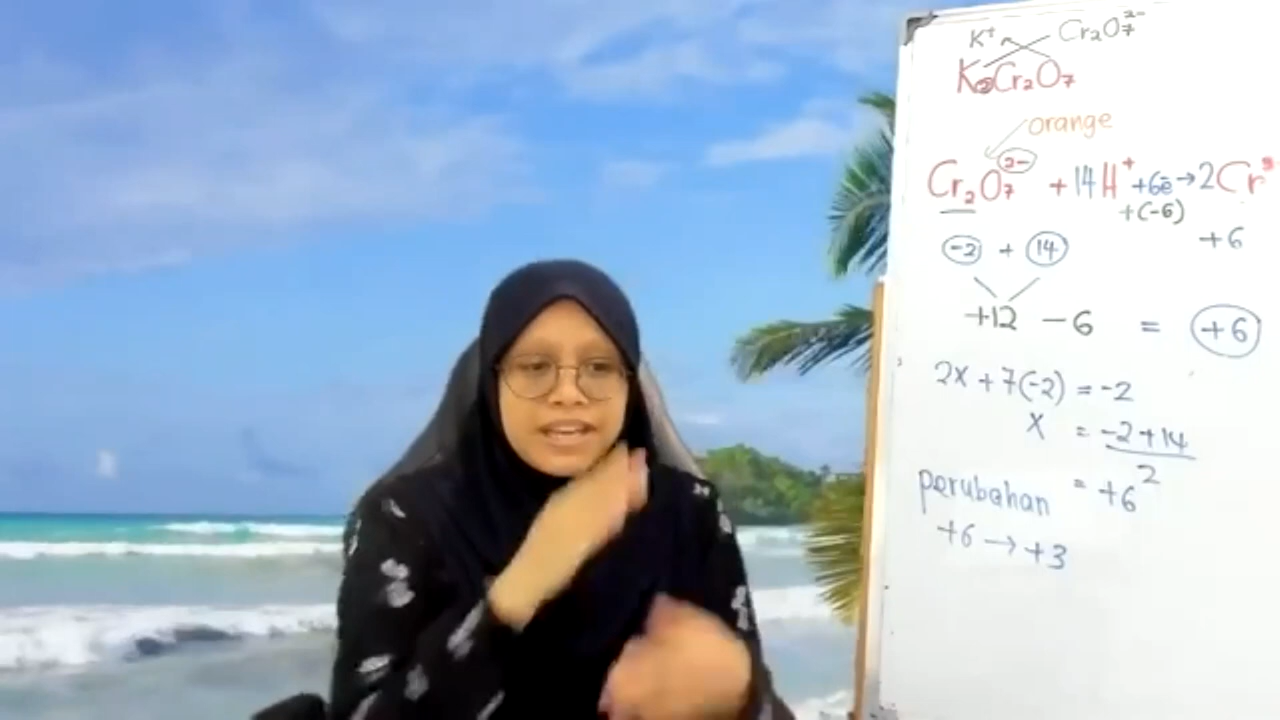 K⁺ Cr₂O₇²⁻
K₂Cr₂O₇
orange
Cr₂O₇²⁻ + 14H⁺ + 6e⁻ → 2Cr³
+(-6)
+6
-2 + 14
+12 - 6 = +6
2x + 7(-2) = -2
x = -2+14
2
= +6
perubahan
+6 → +3